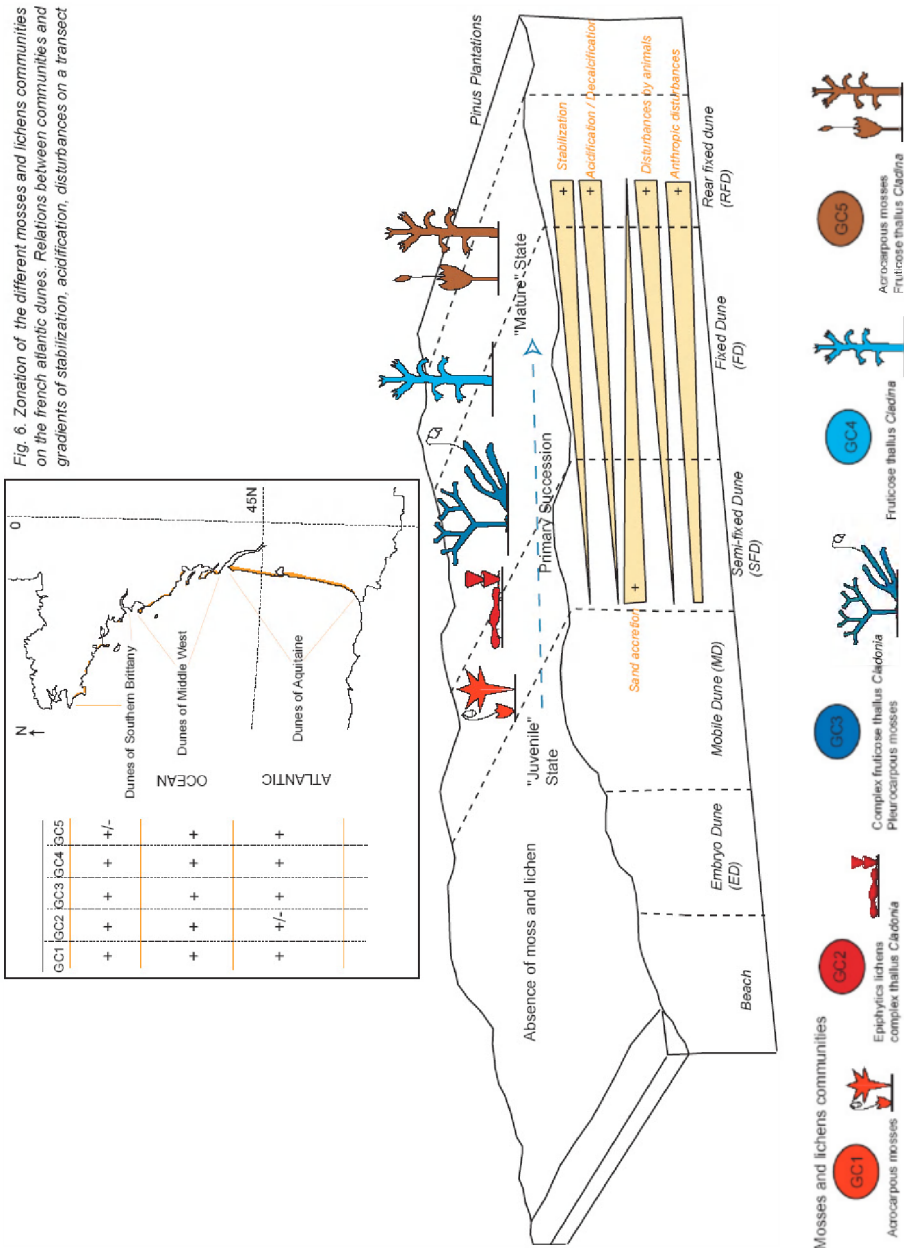 Fig. 6. Zonation of the different mosses and lichens communities
on the french atlantic dunes. Relations between communities and
gradients of stabilization, acidification, disturbances on a transect
GC1 GC2 GC3 GC4 GC5
+ + + + +/-
+ + + + +
+ +/- + + +
N
0
45N
Dunes of Southern Brittany
Dunes of Middle West
Dunes of Aquitaine
OCEAN
ATLANTIC
Absence of moss and lichen
"Juvenile"
State
Primary Succession
"Mature" State
Pinus Plantations
Stabilization
+
Acidification / Decalcification
+
Sand accretion
+
Disturbances by animals
+
Anthropic disturbances
+
Beach
Embryo Dune
(ED)
Mobile Dune (MD)
Semi-fixed Dune
(SFD)
Fixed Dune
(FD)
Rear fixed dune
(RFD)
Mosses and lichens communities
GC1
Acrocarpous mosses
GC2
Epiphytics lichens
complex thallus Cladonia
GC3
Complex fruticose thallus Cladonia
Pleurocarpous mosses
GC4
Fruticose thallus Cladina
GC5
Acrocarpous mosses
Fruticose thallus Cladina